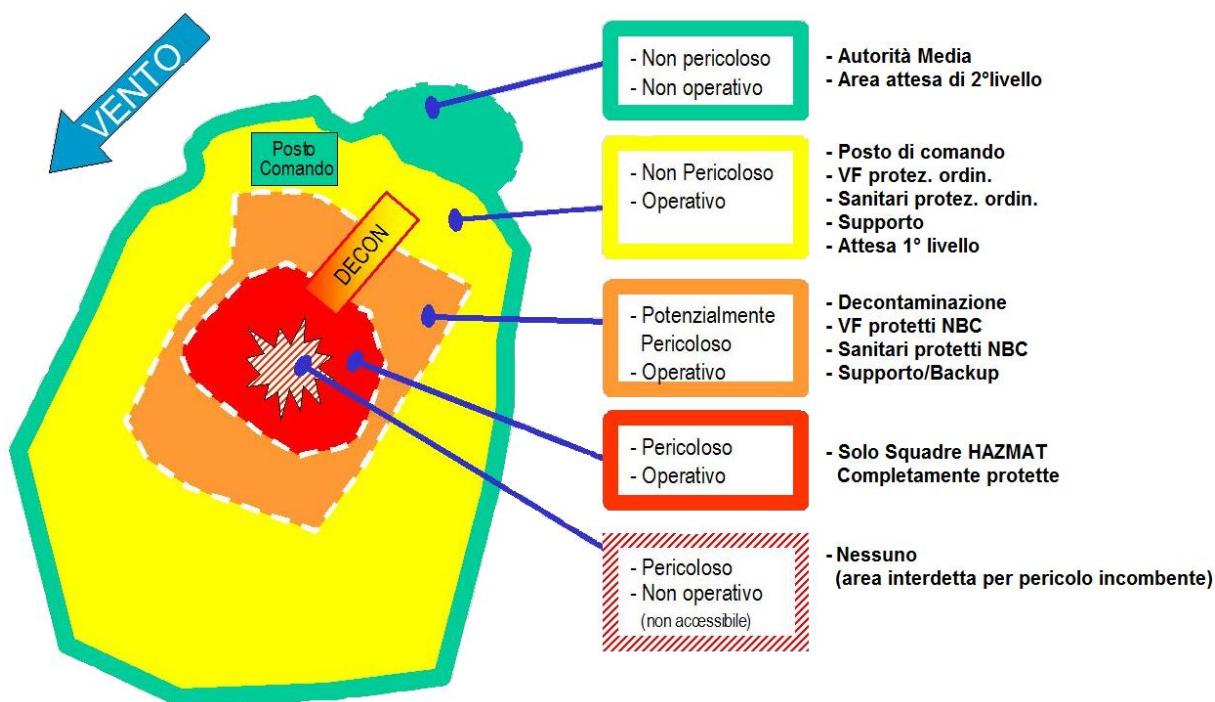 VENTO
Posto
Comando
DECON
- Non pericoloso
- Non operativo
- Autorità Media
- Area attesa di 2°livello
- Non Pericoloso
- Operativo
- Posto di comando
- VF protez. ordin.
- Sanitari protez. ordin.
- Supporto
- Attesa 1° livello
- Potenzialmente
Pericoloso
- Operativo
- Decontaminazione
- VF protetti NBC
- Sanitari protetti NBC
- Supporto/Backup
- Pericoloso
- Operativo
- Solo Squadre HAZMAT
Completamente protette
- Pericoloso
- Non operativo
(non accessibile)
- Nessuno
(area interdetta per pericolo incombente)